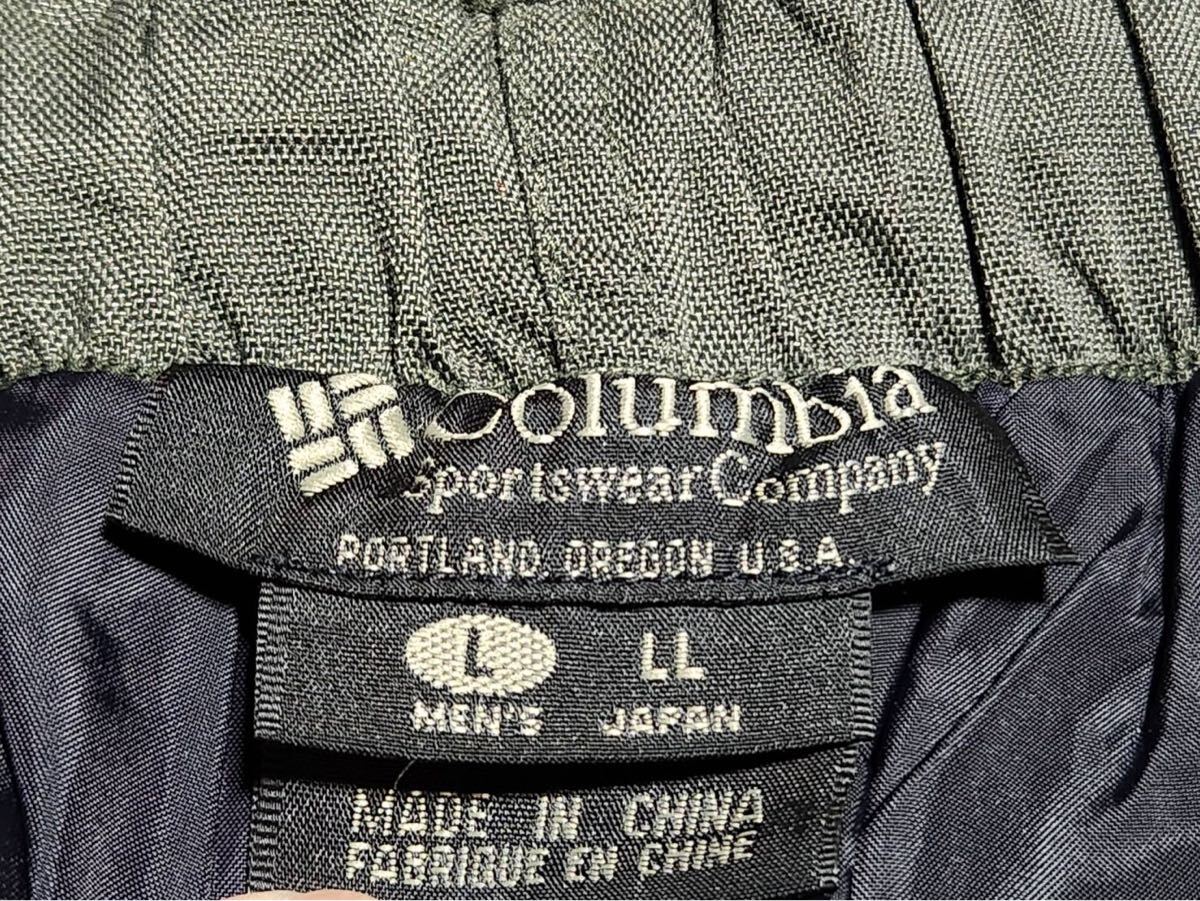 Columbia
Sportswear Company
PORTLAND, OREGON U.S.A.
L LL
MEN'S JAPAN
MADE IN CHINA
FABRIQUE EN CHINE